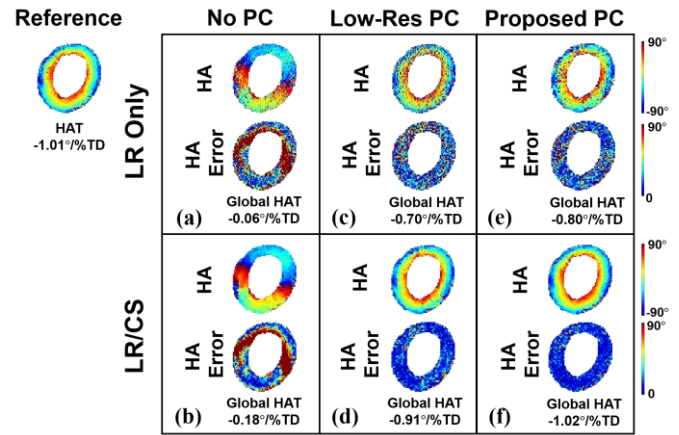 Reference
No PC
Low-Res PC
Proposed PC
HAT
-1.01°/%TD
LR Only
HA
HA
Error
Global HAT
-0.06°/%TD
(a)
HA
HA
Error
Global HAT
-0.70°/%TD
(c)
HA
HA
Error
Global HAT
-0.80°/%TD
(e)
90°
-90°
90°
0
LR/CS
HA
HA
Error
Global HAT
-0.18°/%TD
(b)
HA
HA
Error
Global HAT
-0.91°/%TD
(d)
HA
HA
Error
Global HAT
-1.02°/%TD
(f)
90°
-90°
90°
0